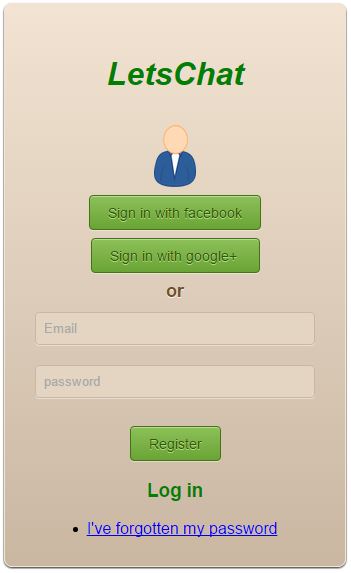 LetsChat
Sign in with facebook
Sign in with google+
or
Email
password
Register
Log in
I've forgotten my password